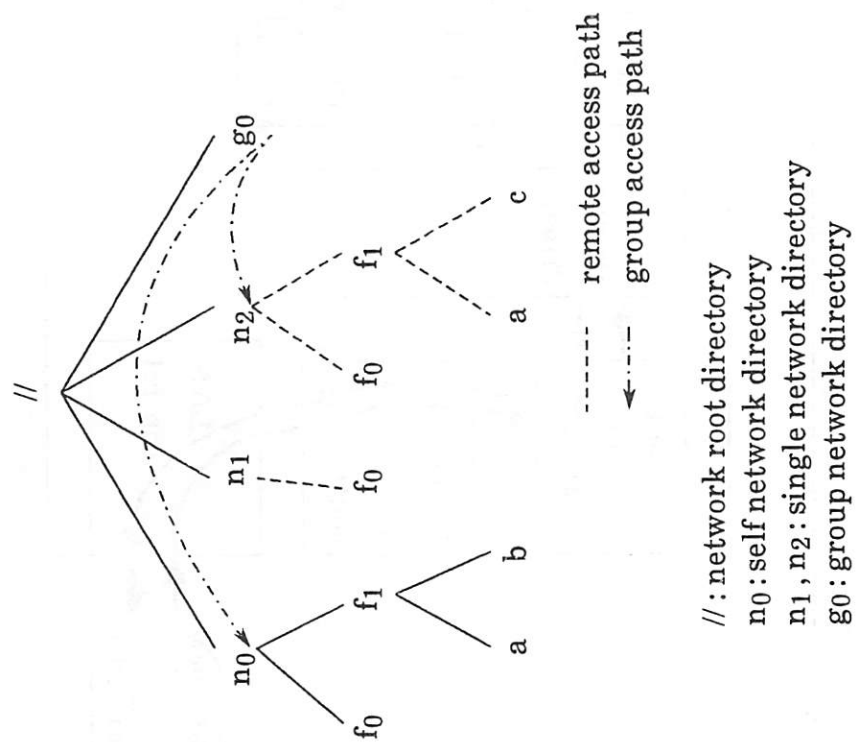 //
n0 n1 n2 g0
f0 f1 f0 f0 f1
a b a c
remote access path
group access path
// : network root directory
n0 : self network directory
n1 , n2 : single network directory
g0 : group network directory